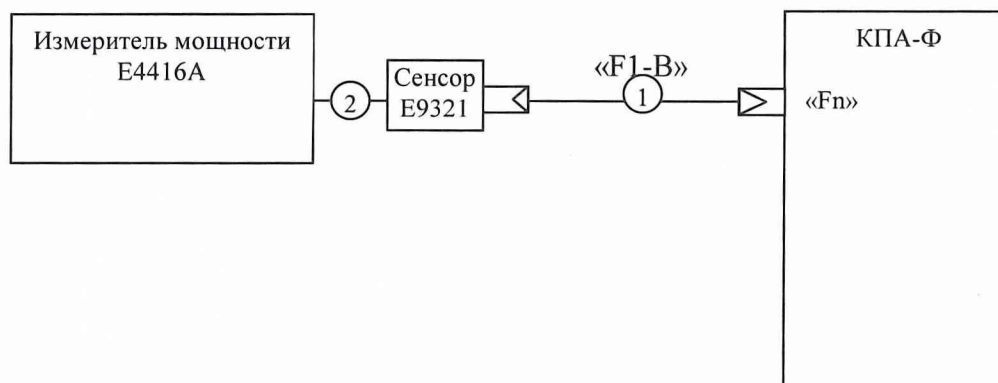 Измеритель мощности
E4416A
2
Сенсор
E9321
«F1-B»
1
КПА-Ф
«Fn»